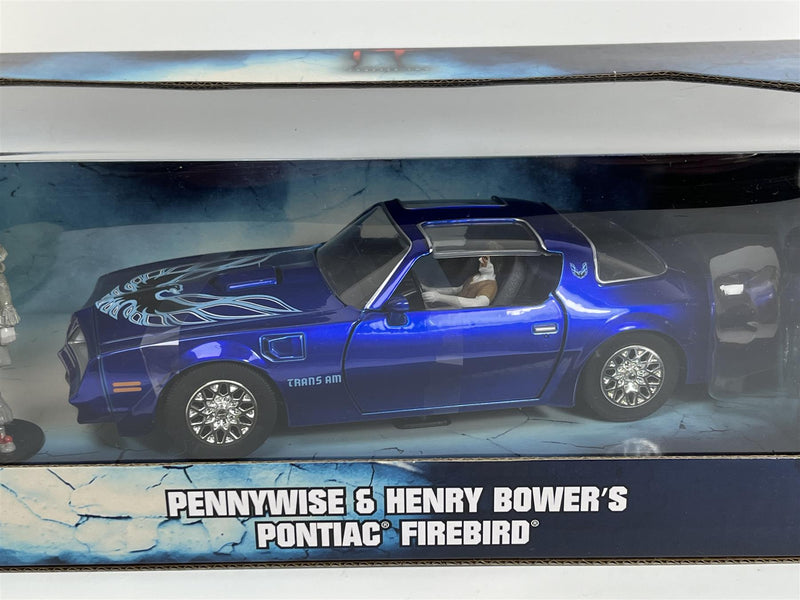 TRANS AM
PENNYWISE & HENRY BOWER'S
PONTIAC® FIREBIRD®